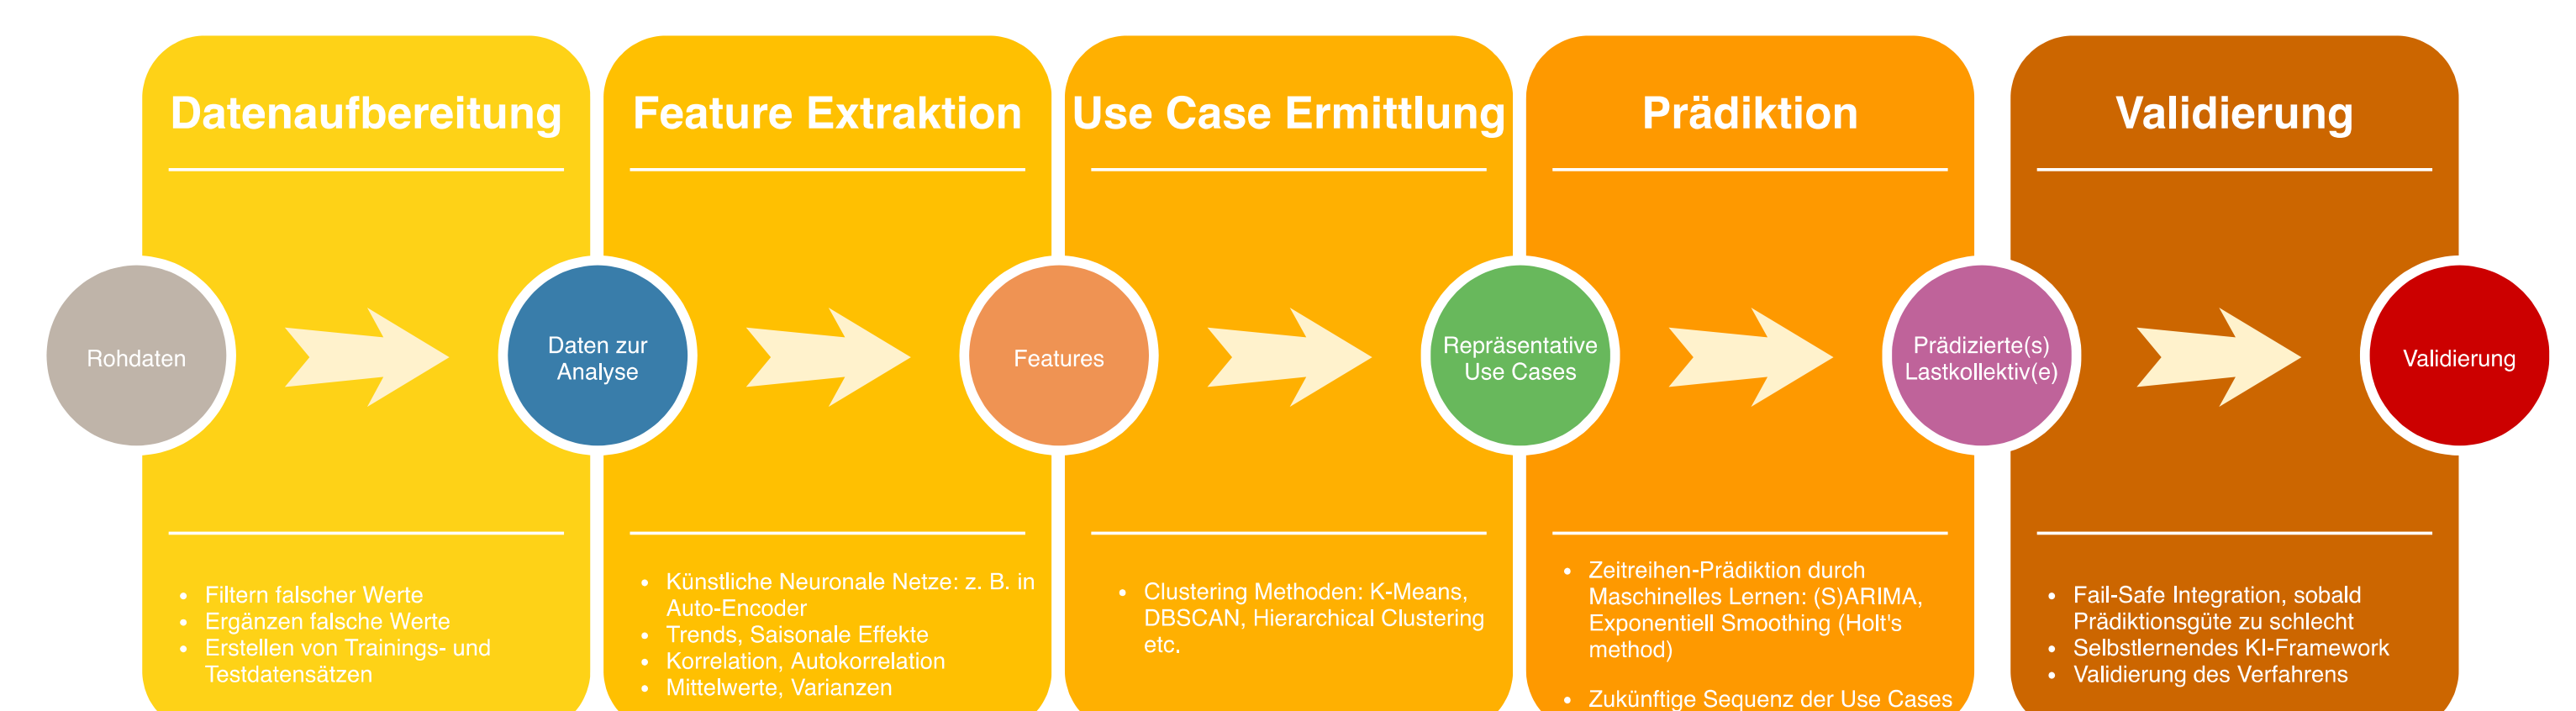 Datenaufbereitung
Feature Extraktion
Use Case Ermittlung
Prädiktion
Validierung
Rohdaten
Daten zur
Analyse
Features
Repräsentative
Use Cases
Prädizierte(s)
Lastkollektiv(e)
Validierung
• Filtern falscher Werte
• Ergänzen falsche Werte
• Erstellen von Trainings- und
Testdatensätzen
• Künstliche Neuronale Netze: z. B. in
Auto-Encoder
• Trends, Saisonale Effekte
• Korrelation, Autokorrelation
• Mittelwerte, Varianzen
• Clustering Methoden: K-Means,
DBSCAN, Hierarchical Clustering
etc.
• Zeitreihen-Prädiktion durch
Maschinelles Lernen: (S)ARIMA,
Exponentiell Smoothing (Holt's
method)
• Zukünftige Sequenz der Use Cases
• Fail-Safe Integration, sobald
Prädiktionsgüte zu schlecht
• Selbstlernendes KI-Framework
• Validierung des Verfahrens